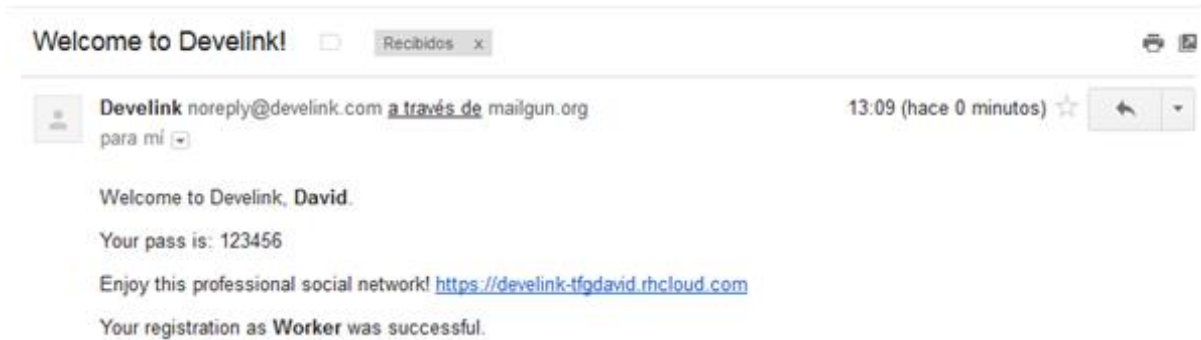 Welcome to Develink!
Recibidos x
Develink noreply@develink.com a través de mailgun.org
13:09 (hace 0 minutos)
para mí
Welcome to Develink, David.
Your pass is: 123456
Enjoy this professional social network! https://develink-tfgdavid.rhcloud.com
Your registration as Worker was successful.